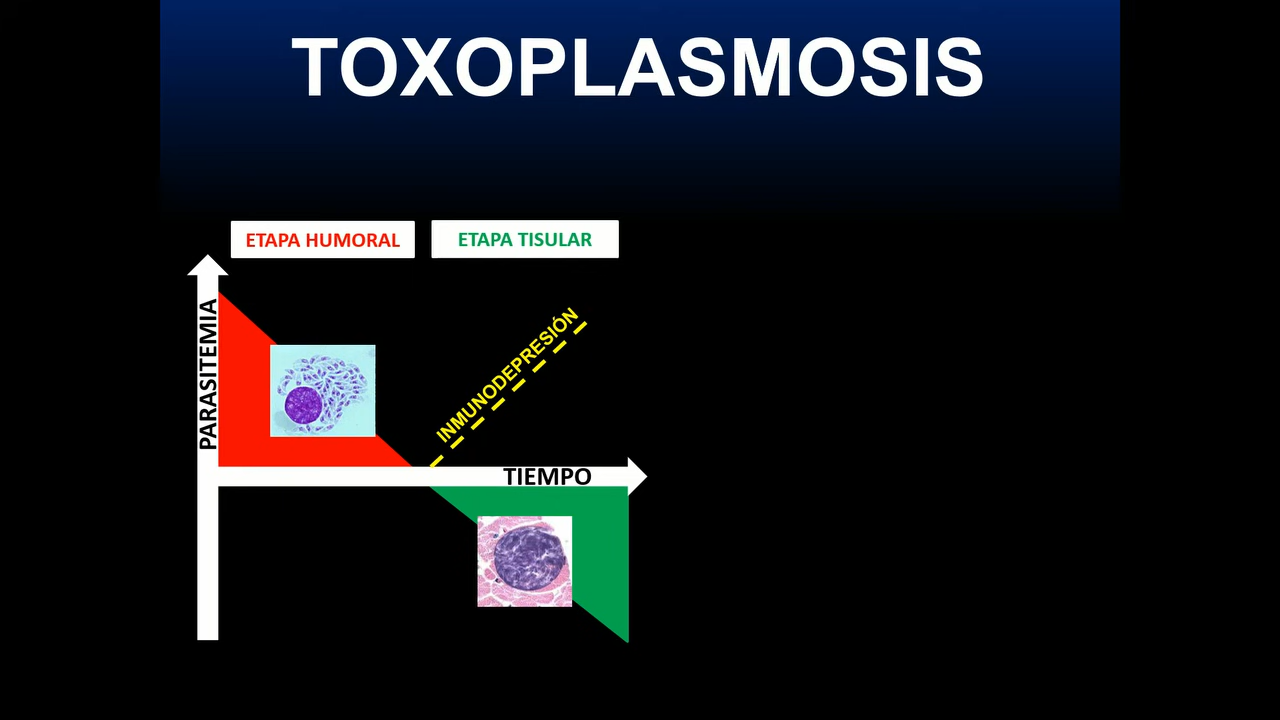 TOXOPLASMOSIS
ETAPA HUMORAL
ETAPA TISULAR
PARASITEMIA
INMUNODEPRESIÓN
TIEMPO